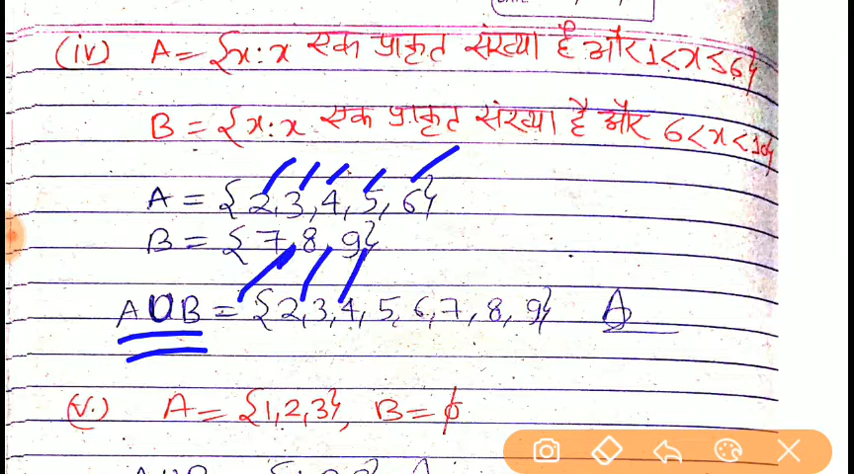 (iv) A = {x : x एक प्राकृत संख्या है और 1 < x ≤ 6}
B = {x : x एक प्राकृत संख्या है और 6 < x < 10}
A = {2, 3, 4, 5, 6}
B = {7, 8, 9}
A U B = {2, 3, 4, 5, 6, 7, 8, 9} A
(v.) A = {1, 2, 3}, B = ϕ